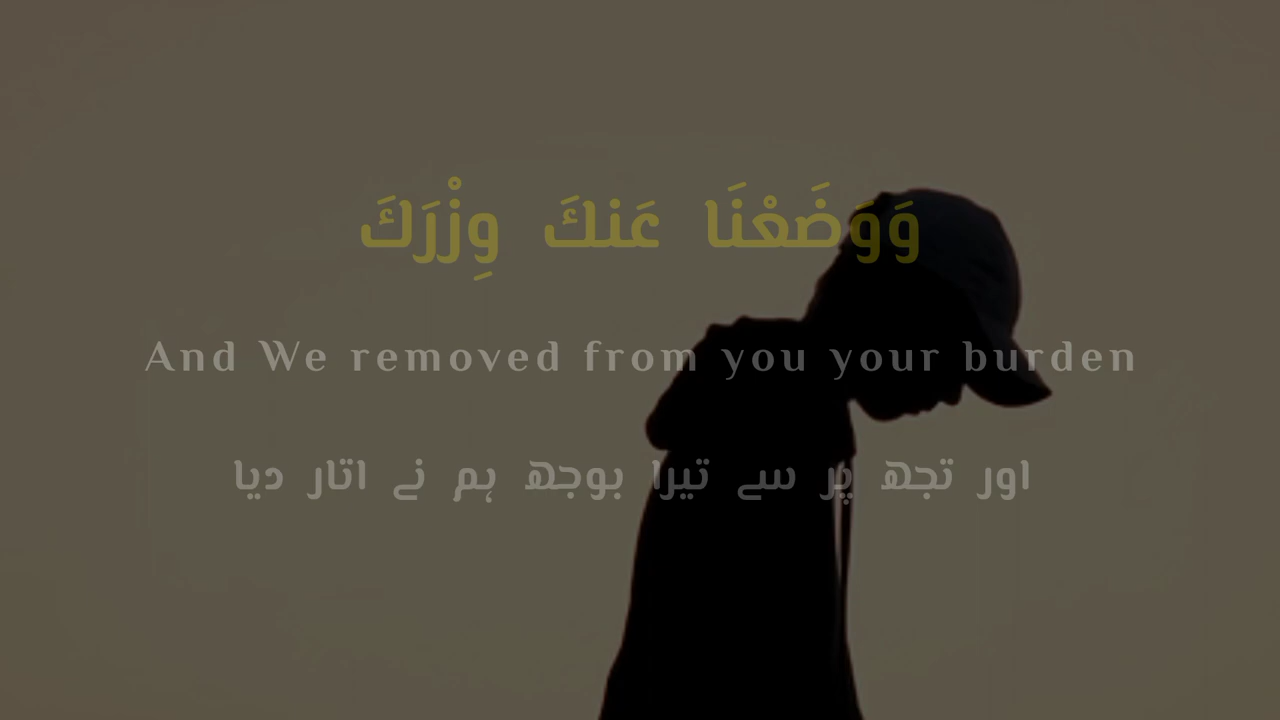 وَوَضَعْنَا عَنكَ وِزْرَكَ
And We removed from you your burden
اور تجھ پر سے تیرا بوجھ ہم نے اتار دیا